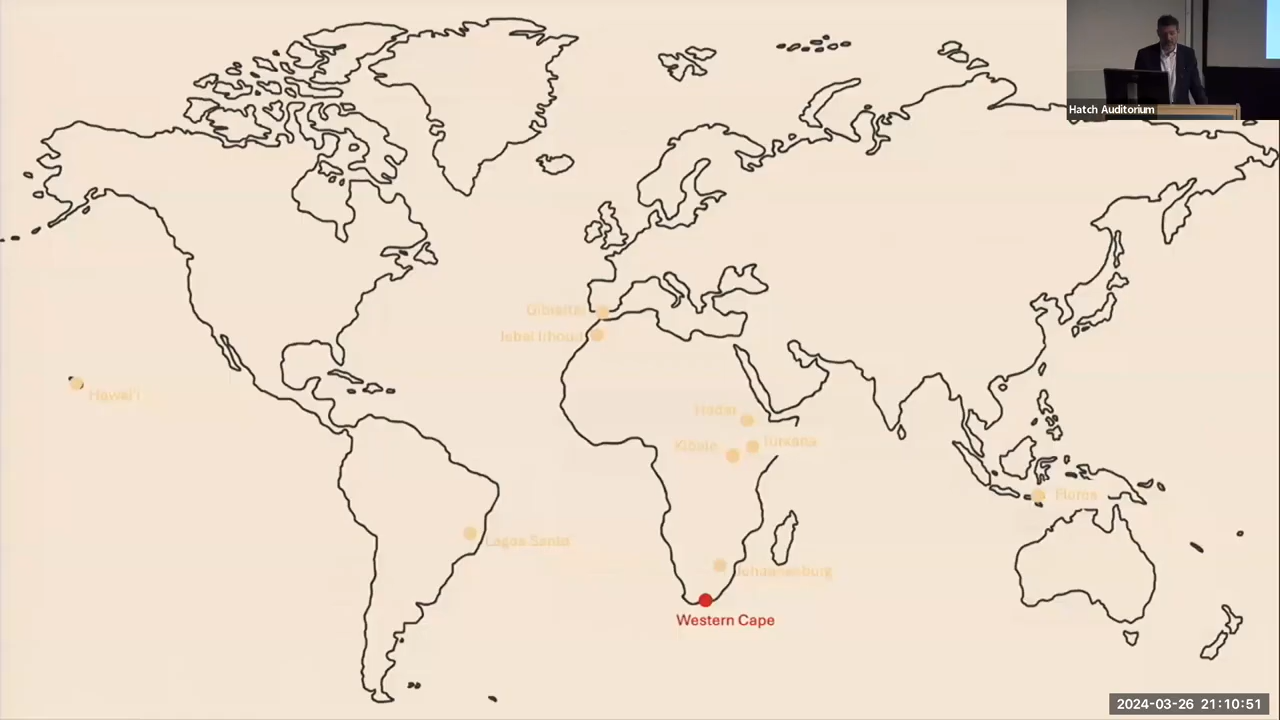 Hatch Auditorium
Gibraltar
Jebel Irhoud
Hawai'i
Hadar
Turkana
Kibale
Flores
Lagoa Santa
Johannesburg
Western Cape
2024-03-26 21:10:51